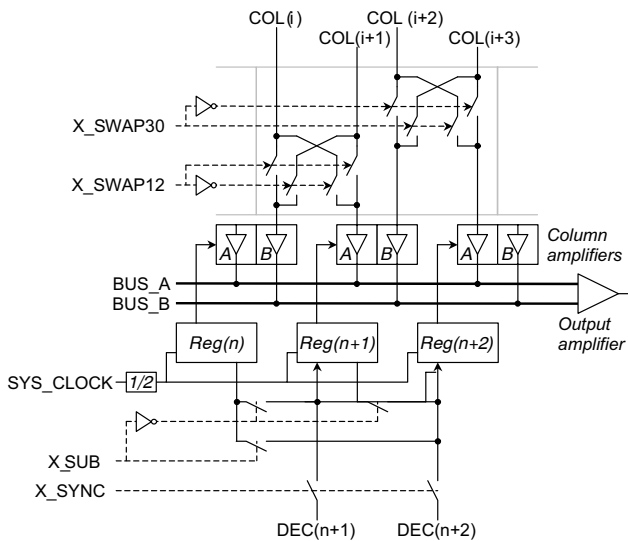 COL(i) COL(i+2)
COL(i+1) COL(i+3)
X_SWAP30
X_SWAP12
A B A B A B
Column
amplifiers
BUS_A
BUS_B
Output
amplifier
Reg(n) Reg(n+1) Reg(n+2)
SYS_CLOCK 1/2
X_SUB
X_SYNC
DEC(n+1) DEC(n+2)